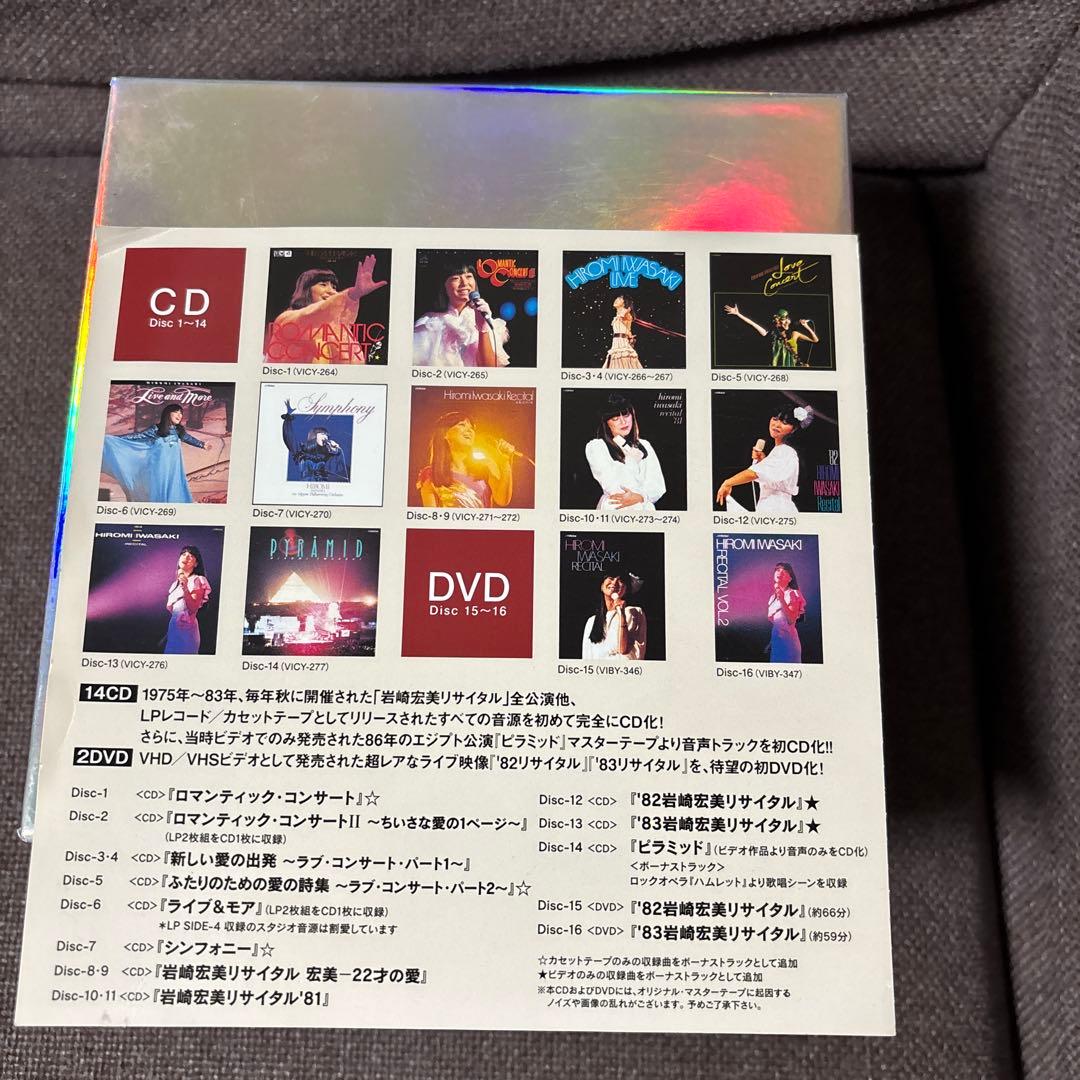 CD
Disc 1～14
ROMANTIC
CONCERT
Disc-1 (VICY-264)
ROMANTIC
CONCERT II
Disc-2 (VICY-265)
HIROMI IWASAKI
LIVE
Disc-3・4 (VICY-266～267)
Love
Concert
Disc-5 (VICY-268)
HIROMI IWASAKI
Live and More
Disc-6 (VICY-269)
Symphony
HIROMI
Disc-7 (VICY-270)
Hiromi Iwasaki Recital
Disc-8・9 (VICY-271～272)
hiromi
iwasaki
recital
'81
Disc-10・11 (VICY-273～274)
'82
HIROMI
IWASAKI
Recital
Disc-12 (VICY-275)
HIROMI IWASAKI
RECITAL
Disc-13 (VICY-276)
PYRAMID
Disc-14 (VICY-277)
DVD
Disc 15～16
HIROMI
IWASAKI
RECITAL
Disc-15 (VIBY-346)
HIROMI IWASAKI
RECITAL VOL.2
Disc-16 (VIBY-347)
14CD 1975年～83年、毎年秋に開催された「岩崎宏美リサイタル」全公演他、
LPレコード／カセットテープとしてリリースされたすべての音源を初めて完全にCD化！
さらに、当時ビデオでのみ発売された86年のエジプト公演『ピラミッド』マスターテープより音声トラックを初CD化!!
2DVD VHD／VHSビデオとして発売された超レアなライブ映像『'82リサイタル』『'83リサイタル』を、待望の初DVD化！
Disc-1 <CD>『ロマンティック・コンサート』☆
Disc-2 <CD>『ロマンティック・コンサートII ～ちいさな愛の1ページ～』
(LP2枚組をCD1枚に収録)
Disc-3・4 <CD>『新しい愛の出発 ～ラブ・コンサート・パート1～』
Disc-5 <CD>『ふたりのための愛の詩集 ～ラブ・コンサート・パート2～』☆
Disc-6 <CD>『ライブ&モア』(LP2枚組をCD1枚に収録)
＊LP SIDE-4 収録のスタジオ音源は割愛しています
Disc-7 <CD>『シンフォニー』☆
Disc-8・9 <CD>『岩崎宏美リサイタル 宏美－22才の愛』
Disc-10・11 <CD>『岩崎宏美リサイタル'81』
Disc-12 <CD>『'82岩崎宏美リサイタル』★
Disc-13 <CD>『'83岩崎宏美リサイタル』★
Disc-14 <CD>『ピラミッド』(ビデオ作品より音声のみをCD化)
<ボーナストラック>
ロックオペラ『ハムレット』より歌唱シーンを収録
Disc-15 <DVD>『'82岩崎宏美リサイタル』(約66分)
Disc-16 <DVD>『'83岩崎宏美リサイタル』(約59分)
☆カセットテープのみの収録曲をボーナストラックとして追加
★ビデオのみの収録曲をボーナストラックとして追加
※本CDおよびDVDには、オリジナル・マスターテープに起因する
ノイズや画像の乱れがございます。予めご了承下さい。